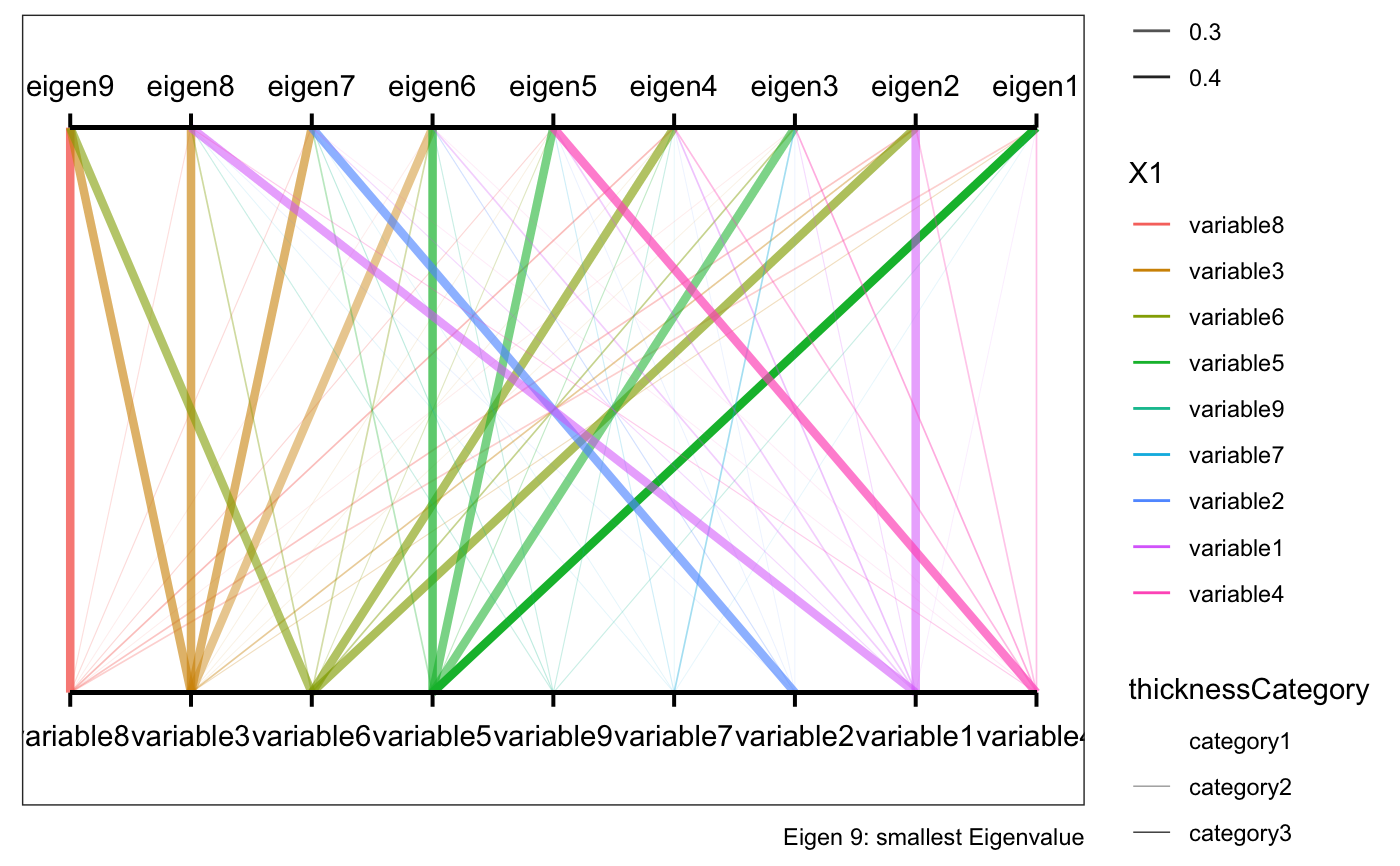 eigen9 eigen8 eigen7 eigen6 eigen5 eigen4 eigen3 eigen2 eigen1
ariable8 variable3 variable6 variable5 variable9 variable7 variable2 variable1 variable4
Eigen 9: smallest Eigenvalue
0.3
0.4
X1
variable8
variable3
variable6
variable5
variable9
variable7
variable2
variable1
variable4
thicknessCategory
category1
category2
category3